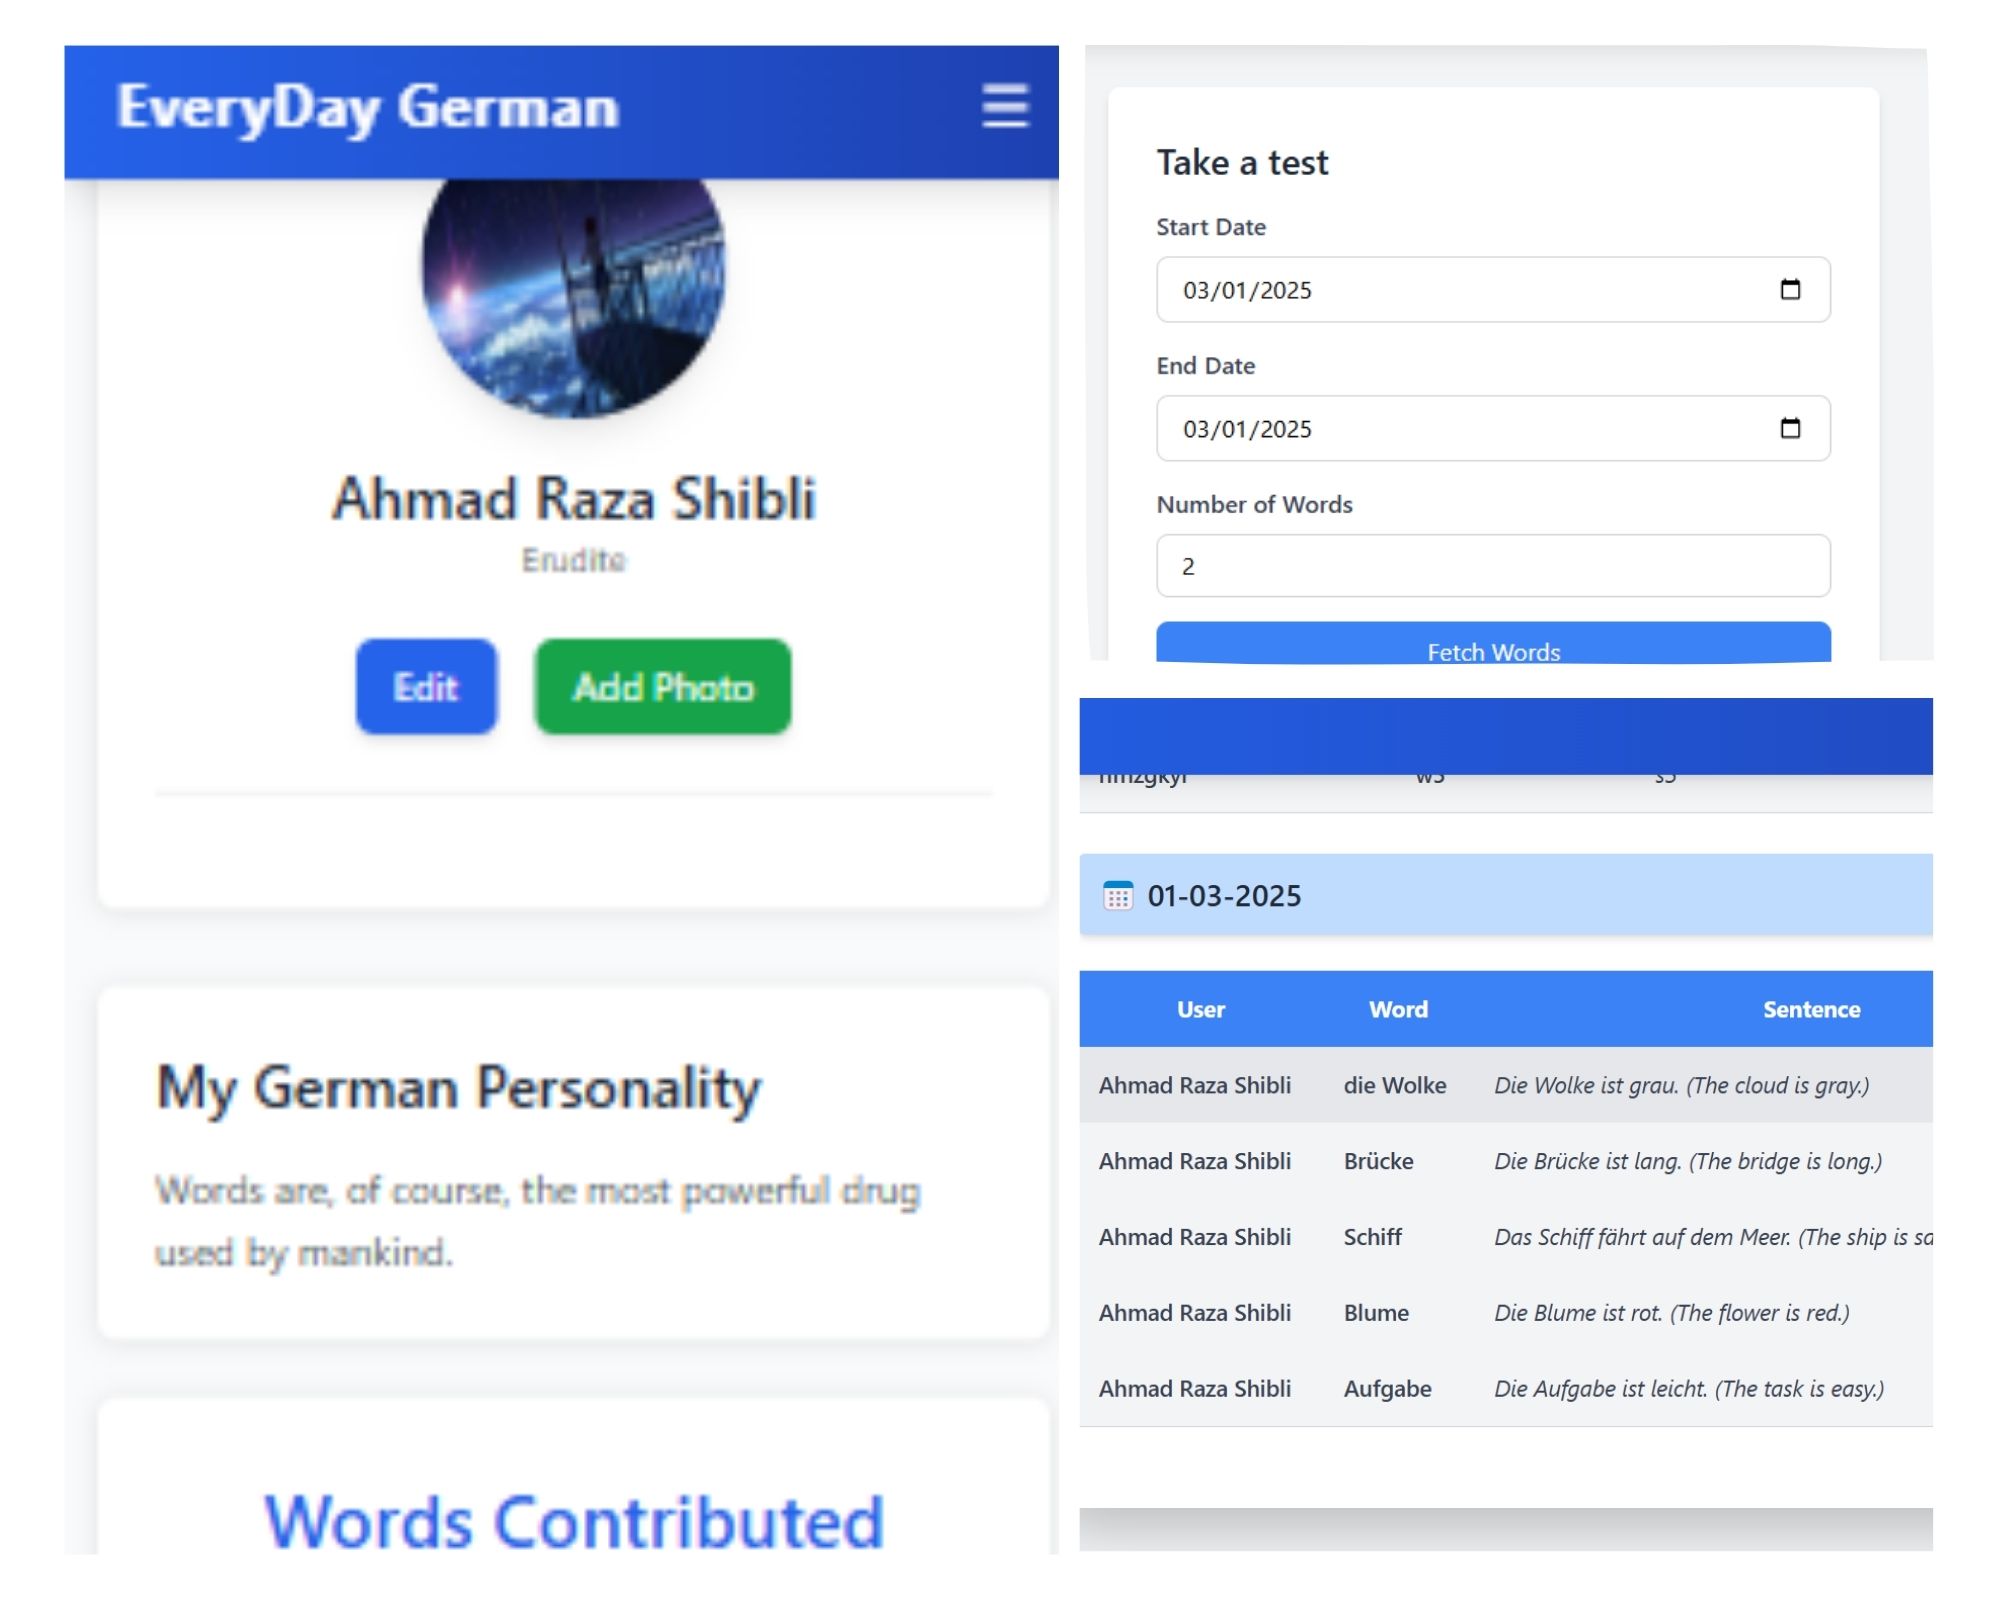 EveryDay German
Ahmad Raza Shibli
Erudite
Edit
Add Photo
My German Personality
Words are, of course, the most powerful drug
used by mankind.
Words Contributed
Take a test
Start Date
03/01/2025
End Date
03/01/2025
Number of Words
2
Fetch Words
w5 s5
01-03-2025
User Word Sentence
Ahmad Raza Shibli die Wolke Die Wolke ist grau. (The cloud is gray.)
Ahmad Raza Shibli Brücke Die Brücke ist lang. (The bridge is long.)
Ahmad Raza Shibli Schiff Das Schiff fährt auf dem Meer. (The ship is sa
Ahmad Raza Shibli Blume Die Blume ist rot. (The flower is red.)
Ahmad Raza Shibli Aufgabe Die Aufgabe ist leicht. (The task is easy.)